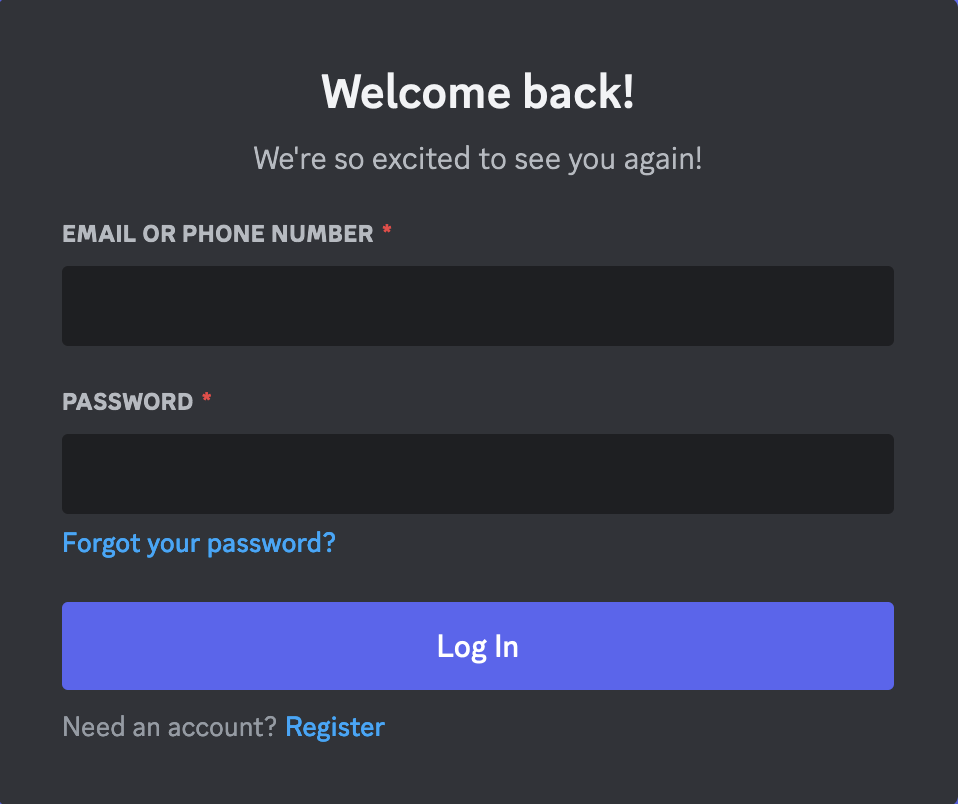 Welcome back!
We're so excited to see you again!
EMAIL OR PHONE NUMBER *
PASSWORD *
Forgot your password?
Log In
Need an account? Register